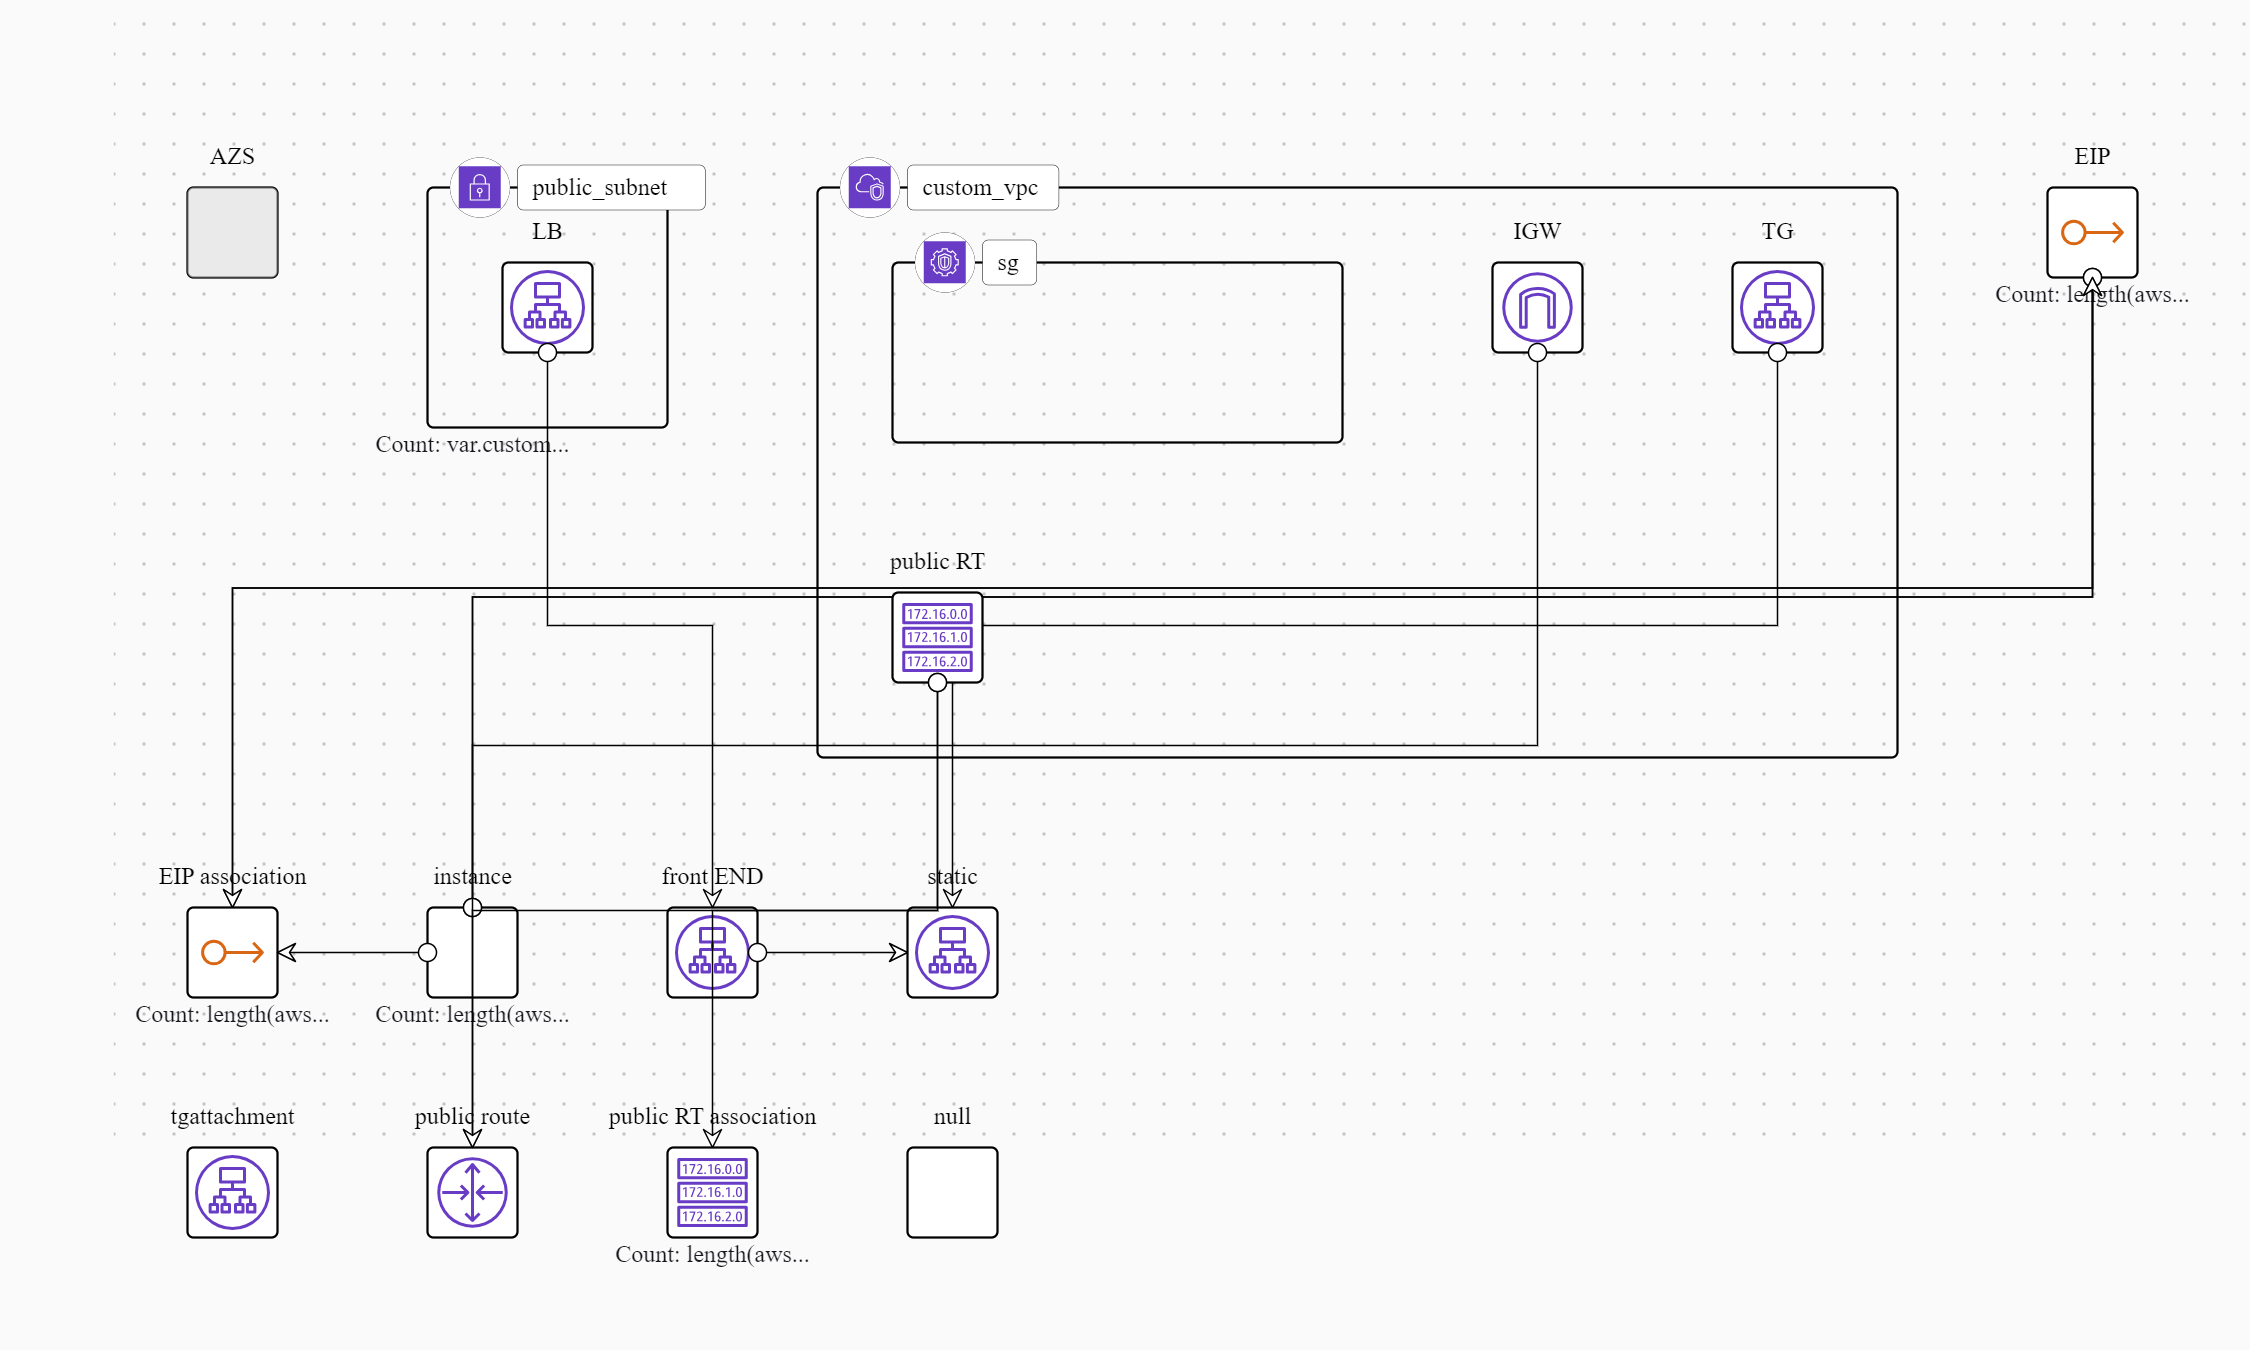 AZS
EIP
public_subnet
custom_vpc
LB
IGW
TG
sg
Count: length(aws...
Count: var.custom...
public RT
172.16.0.0
172.16.1.0
172.16.2.0
EIP association
instance
front END
static
Count: length(aws...
Count: length(aws...
tgattachment
public route
public RT association
null
172.16.0.0
172.16.1.0
172.16.2.0
Count: length(aws...